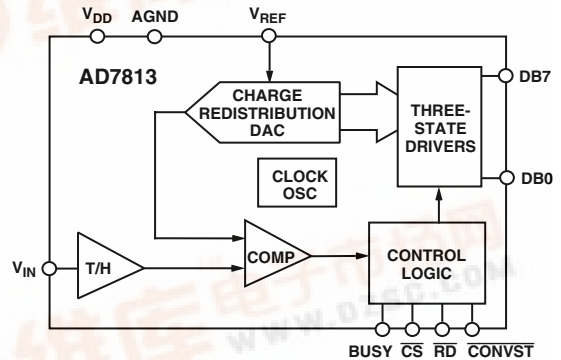 VDD AGND VREF
AD7813
CHARGE
REDISTRIBUTION
DAC
THREE-
STATE
DRIVERS
DB7
DB0
CLOCK
OSC
VIN
T/H
COMP
CONTROL
LOGIC
BUSY CS RD CONVST